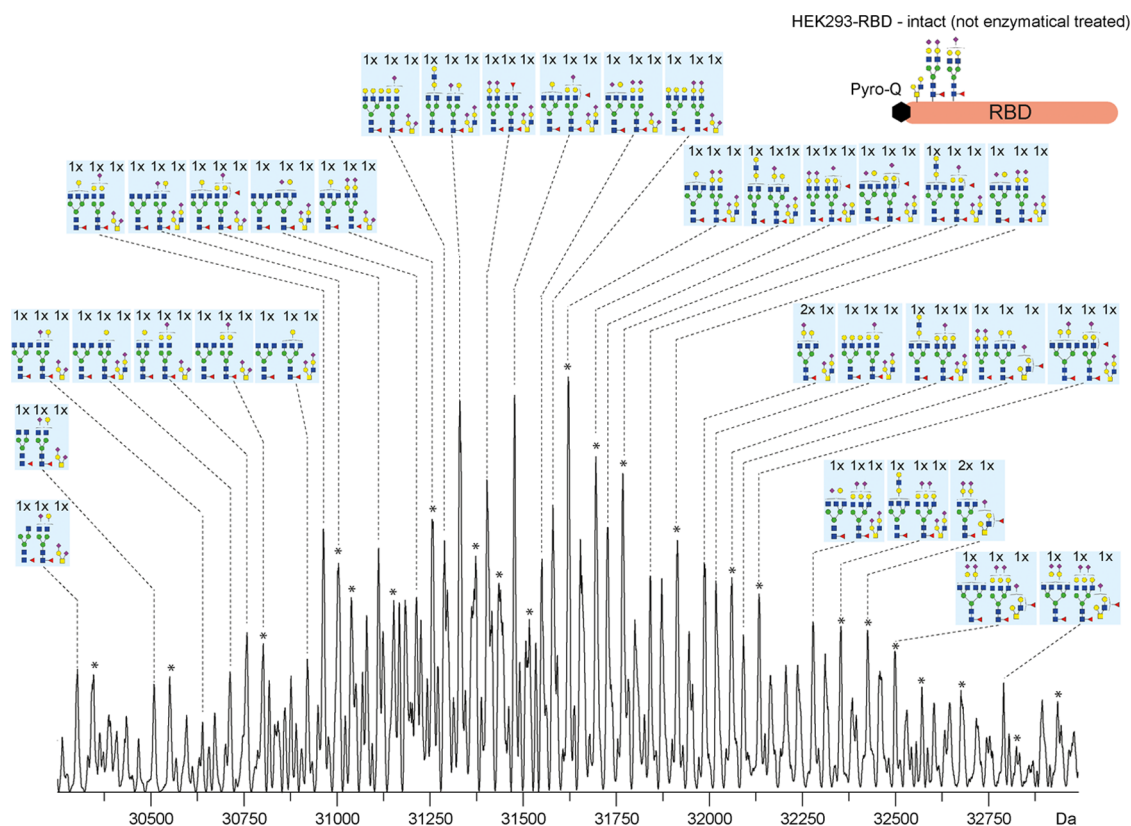 HEK293-RBD - intact (not enzymatical treated)
Pyro-Q
RBD
1x 1x 1x 1x 1x 1x 1x 1x 1x 1x 1x 1x 1x 1x 1x 1x 1x 1x
1x 1x 1x 1x 1x 1x 1x 1x 1x 1x 1x 1x 1x 1x 1x 1x 1x 1x
1x 1x 1x 1x 1x 1x 1x 1x 1x 1x 1x 1x 1x 1x 1x
2x 1x 1x 1x 1x 1x 1x 1x 1x 1x 1x 1x 1x 1x
1x 1x 1x 1x 1x 1x 1x 1x 1x 1x 1x 1x 1x 1x 1x
1x 1x 1x
1x 1x 1x 1x 1x 1x 2x 1x
1x 1x 1x
1x 1x 1x 1x 1x 1x
* * * * * * * * * * * * * * * * * * * * * * *
30500 30750 31000 31250 31500 31750 32000 32250 32500 32750 Da